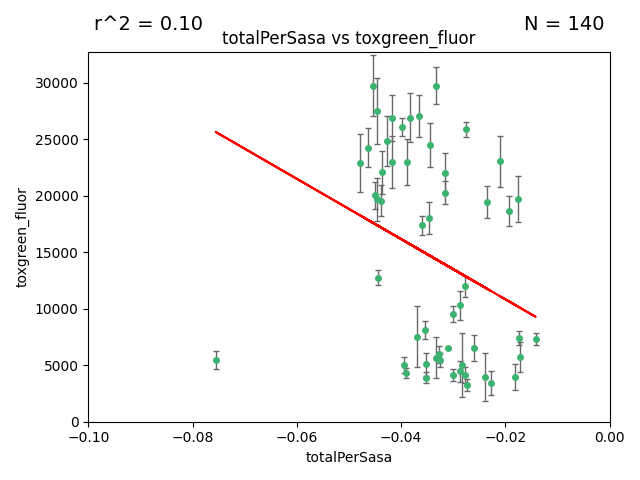 r^2 = 0.10
N = 140
totalPerSasa vs toxgreen_fluor
30000
25000
20000
15000
10000
5000
0
toxgreen_fluor
−0.10
−0.08
−0.06
−0.04
−0.02
0.00
totalPerSasa